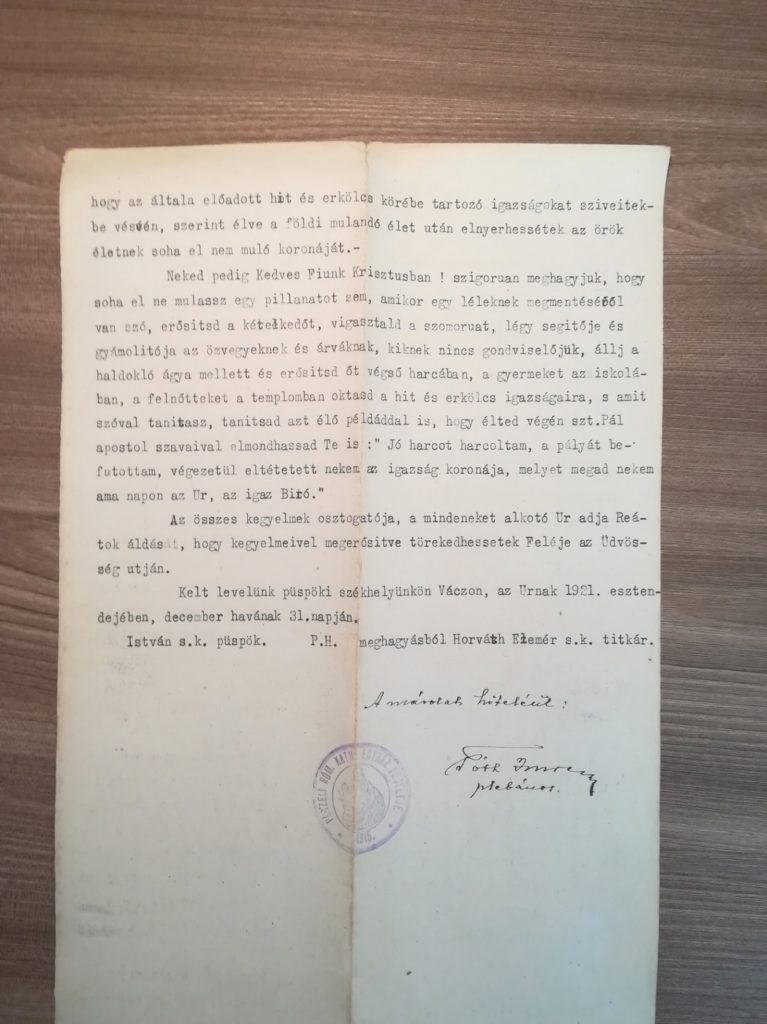 hogy az általa előadott hit és erkölcs körébe tartozó igazságokat sziveitek-
be vésvén, szerint élve a földi mulandó élet után elnyerhessétek az örök
életnek soha el nem muló koronáját.-
Neked pedig Kedves Fiunk Krisztusban ! szigoruan meghagyjuk, hogy
soha el ne mulassz egy pillanatot sem, amikor egy léleknek megmentéséről
van szó, erősitsd a kételkedőt, vigasztald a szomoruat, légy segitője és
gyámolitója az özvegyeknek és árváknak, kiknek nincs gondviselőjük, állj a
haldokló ágya mellett és erősitsd őt végső harcában, a gyermeket az iskolá-
ban, a felnőtteket a templomban oktasd a hit és erkölcs igazságaira, s amit
szóval tanitasz, tanitsad azt élő példáddal is, hogy élted végén szt.Pál
apostol szavaival elmondhassad Te is :" Jó harcot harcoltam, a pályát be-
futottam, végezetül eltétetett nekem az igazság koronája, melyet megad nekem
ama napon az Ur, az igaz Biró."
Az összes kegyelmek osztogatója, a mindeneket alkotó Ur adja Reá-
tok áldását, hogy kegyelmeivel megerősitve törekedhessetek Feléje az Üdvös-
ség utján.
Kelt levelünk püspöki székhelyünkön Váczon, az Urnak 1921. eszten-
dejében, december havának 31.napján.
István s.k. püspök. P.H. meghagyásból Horváth Elemér s.k. titkár.
A másolat hiteléül:
Tóth Imre
plebános.
RÓM. KATH. EGYHÁZ
1915.